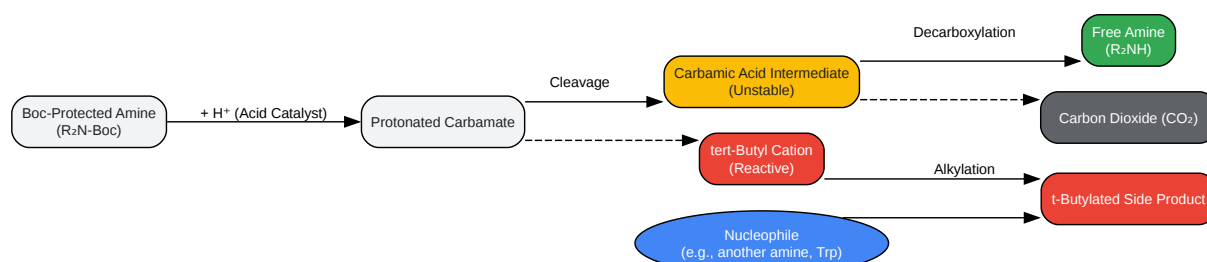 Boc-Protected Amine
(R₂N-Boc)
+ H⁺ (Acid Catalyst)
Protonated Carbamate
Cleavage
Carbamic Acid Intermediate
(Unstable)
tert-Butyl Cation
(Reactive)
Nucleophile
(e.g., another amine, Trp)
Decarboxylation
Free Amine
(R₂NH)
Carbon Dioxide (CO₂)
Alkylation
t-Butylated Side Product